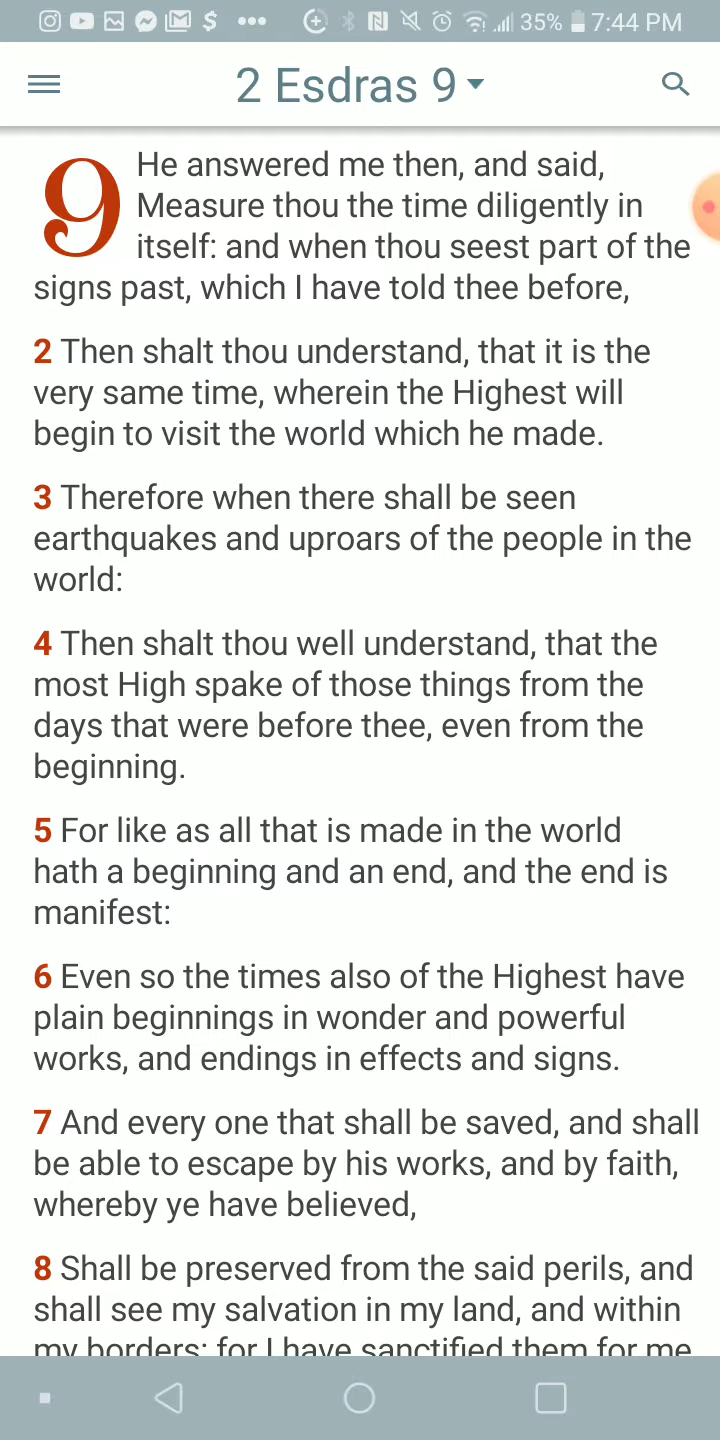 35% 7:44 PM
2 Esdras 9
9 He answered me then, and said,
Measure thou the time diligently in
itself: and when thou seest part of the
signs past, which I have told thee before,
2 Then shalt thou understand, that it is the
very same time, wherein the Highest will
begin to visit the world which he made.
3 Therefore when there shall be seen
earthquakes and uproars of the people in the
world:
4 Then shalt thou well understand, that the
most High spake of those things from the
days that were before thee, even from the
beginning.
5 For like as all that is made in the world
hath a beginning and an end, and the end is
manifest:
6 Even so the times also of the Highest have
plain beginnings in wonder and powerful
works, and endings in effects and signs.
7 And every one that shall be saved, and shall
be able to escape by his works, and by faith,
whereby ye have believed,
8 Shall be preserved from the said perils, and
shall see my salvation in my land, and within
my borders: for I have sanctified them for me